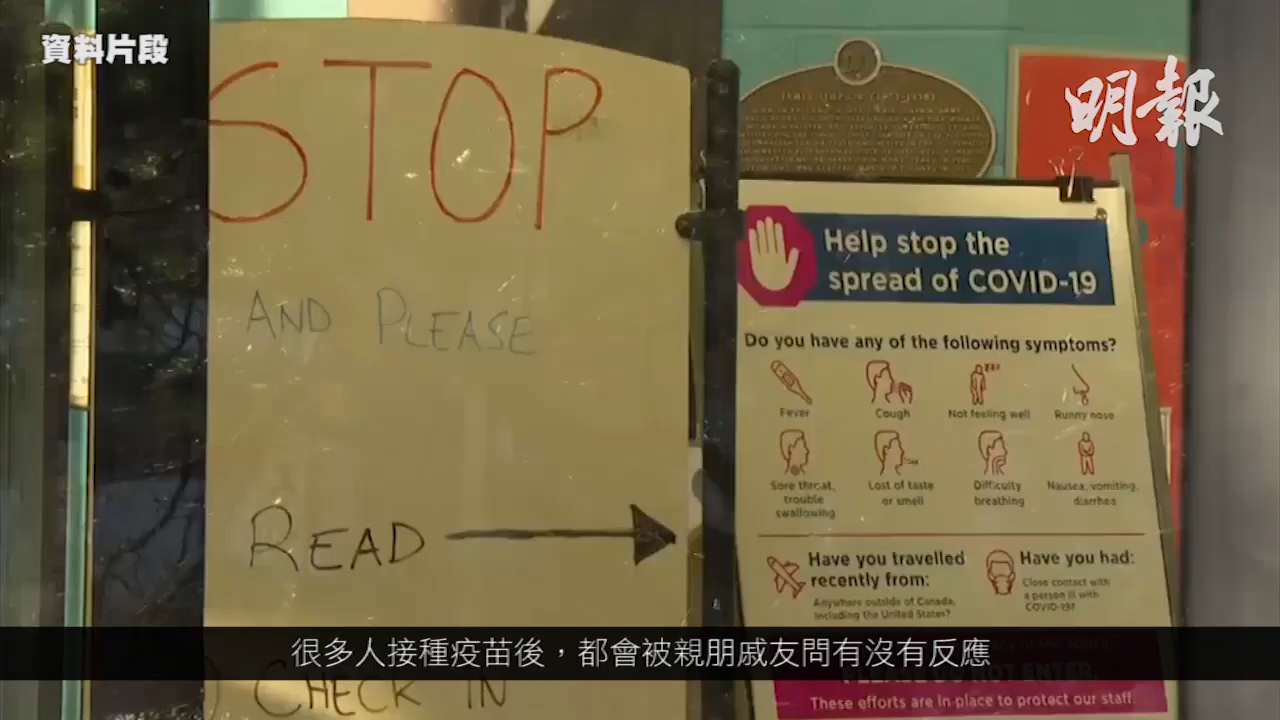 資料片段
明報
STOP
AND PLEASE
READ
CHECK IN
Help stop the
spread of COVID-19
Do you have any of the following symptoms?
Fever
Cough
Not feeling well
Runny nose
Sore throat,
trouble
swallowing
Lost of taste
or smell
Difficulty
breathing
Nausea, vomiting,
diarrhea
Have you travelled
recently from:
Anywhere outside of Canada,
including the United States?
Have you had:
Close contact with
a person ill with
COVID-19?
NOT ENTER.
These efforts are in place to protect our staff.
很多人接種疫苗後，都會被親朋戚友問有沒有反應